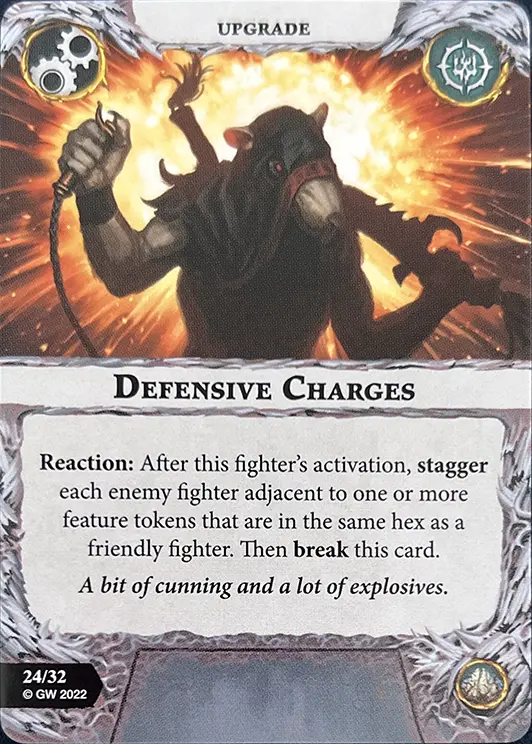 UPGRADE
DEFENSIVE CHARGES
Reaction: After this fighter's activation, stagger
each enemy fighter adjacent to one or more
feature tokens that are in the same hex as a
friendly fighter. Then break this card.
A bit of cunning and a lot of explosives.
24/32
© GW 2022